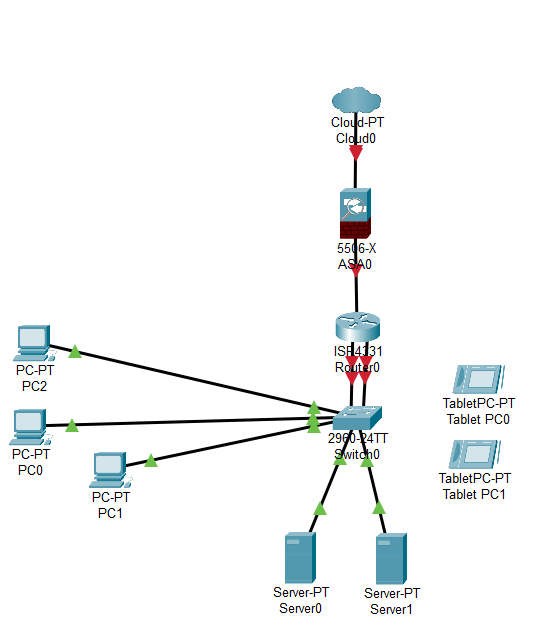 Cloud-PT
Cloud0
5506-X
ASA0
ISR4331
Router0
PC-PT
PC2
TabletPC-PT
Tablet PC0
PC-PT
PC0
2960-24TT
Switch0
TabletPC-PT
Tablet PC1
PC-PT
PC1
Server-PT
Server0
Server-PT
Server1